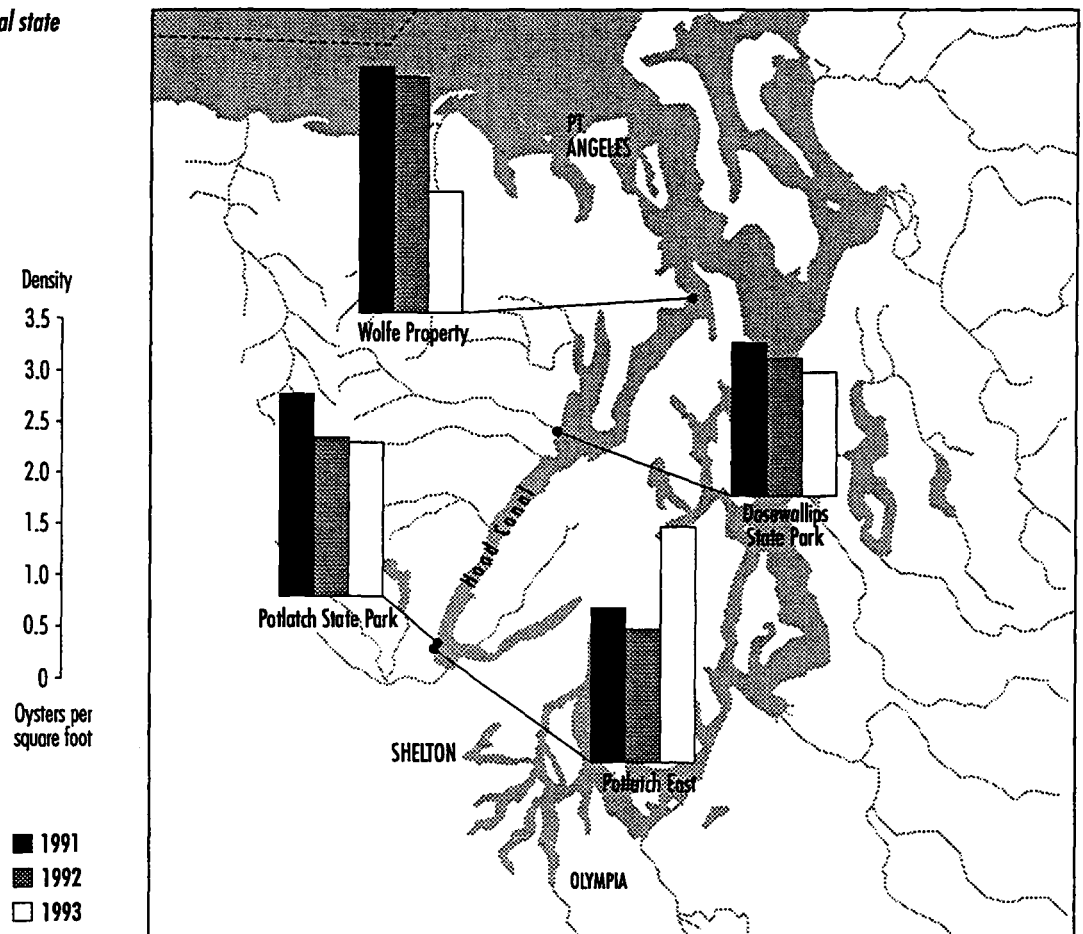 al state
PT.
ANGELES
Density
3.5
3.0
2.5
2.0
1.5
1.0
0.5
0
Oysters per
square foot
Wolfe Property
Dosewallips
State Park
Hood Canal
Potlatch State Park
SHELTON
Potlatch East
OLYMPIA
1991
1992
1993